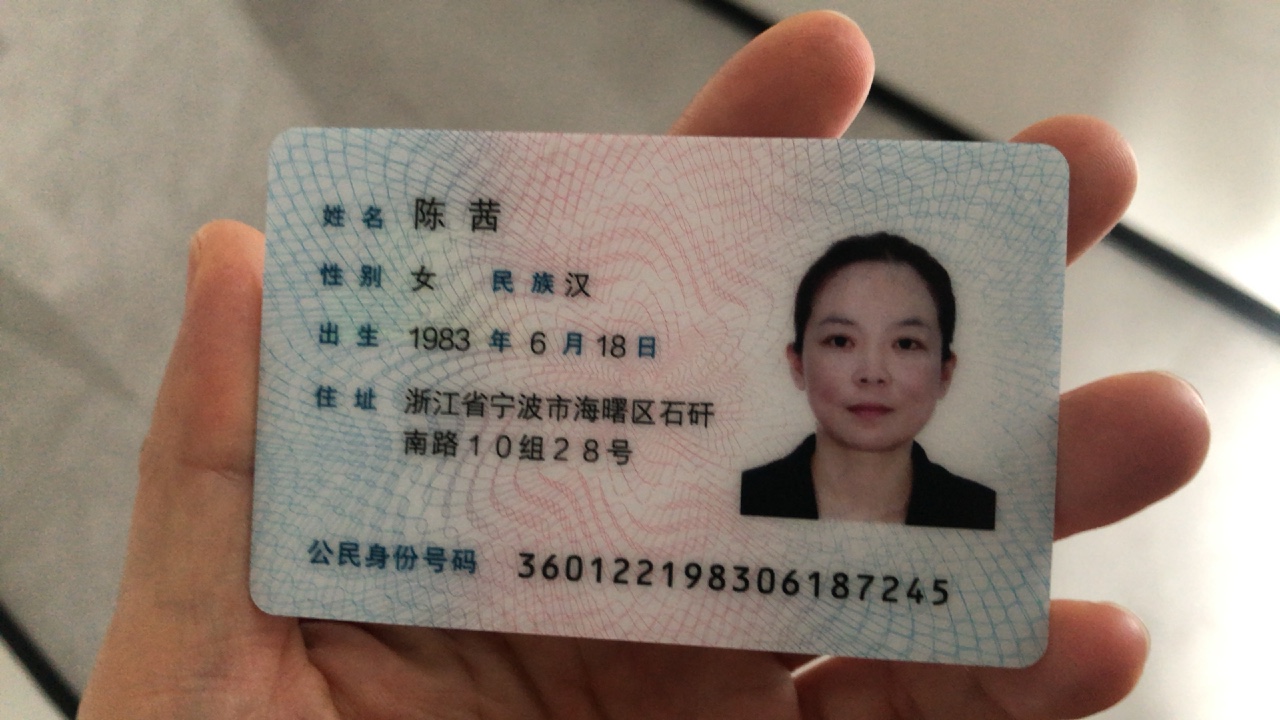 姓名 陈茜
性别 女 民族 汉
出生 1983 年 6 月 18 日
住址 浙江省宁波市海曙区石矸
南路10组28号
公民身份号码 360122198306187245